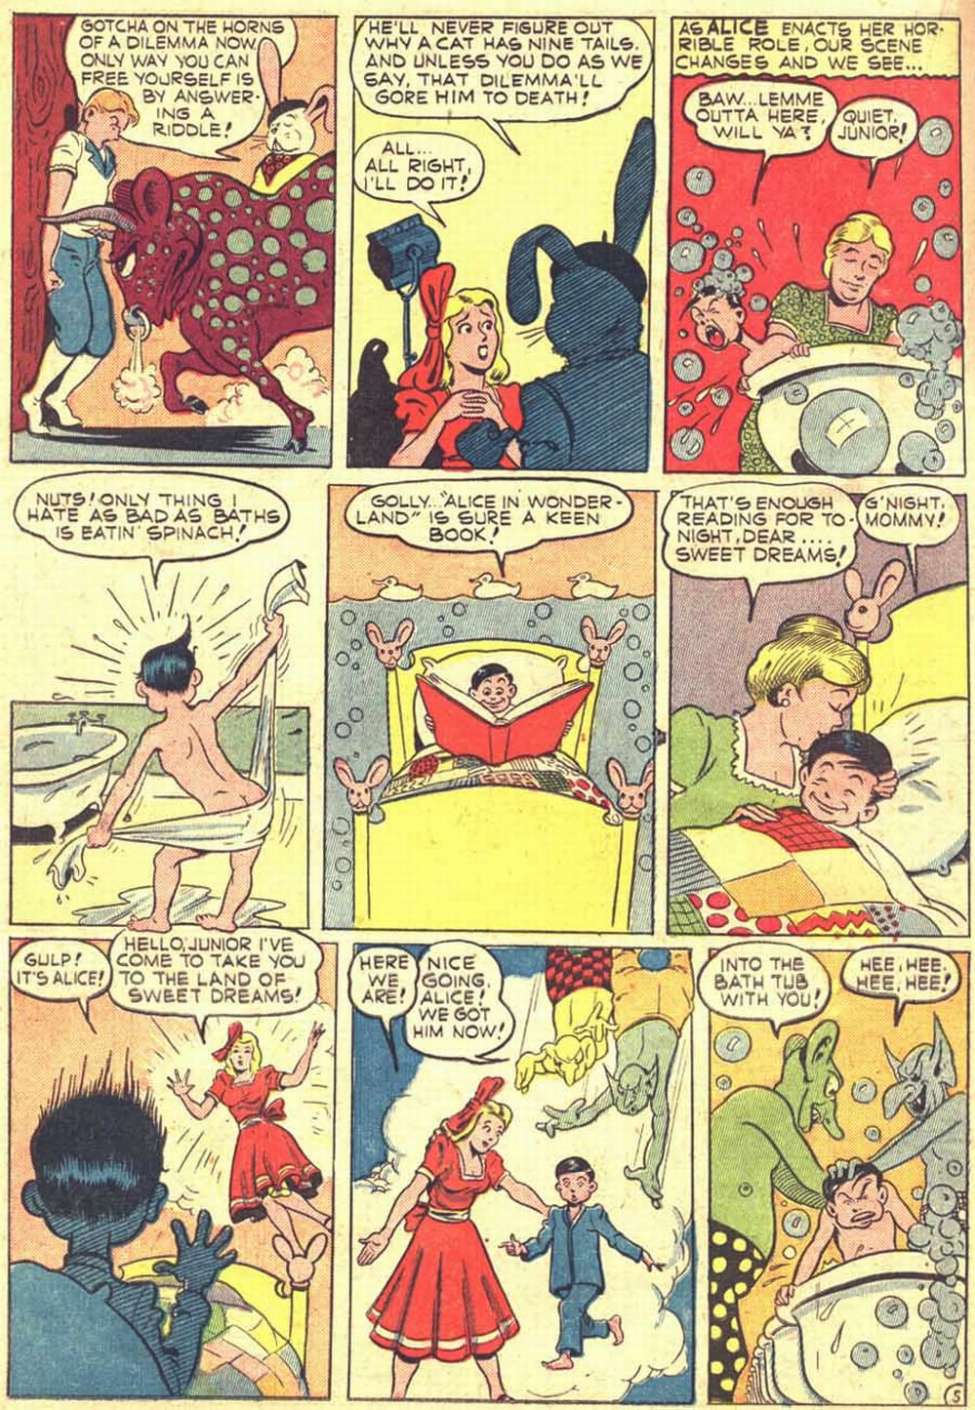 GOTCHA ON THE HORNS
OF A DILEMMA NOW.
ONLY WAY YOU CAN
FREE YOURSELF IS
BY ANSWER-
ING A
RIDDLE!
HE'LL NEVER FIGURE OUT
WHY A CAT HAS NINE TAILS.
AND UNLESS YOU DO AS WE
SAY, THAT DILEMMA'LL
GORE HIM TO DEATH!
ALL...
ALL RIGHT,
I'LL DO IT!
AS ALICE ENACTS HER HOR-
RIBLE ROLE, OUR SCENE
CHANGES AND WE SEE...
BAW...LEMME
OUTTA HERE,
WILL YA?
QUIET,
JUNIOR!
NUTS! ONLY THING I
HATE AS BAD AS BATHS
IS EATIN' SPINACH!
GOLLY..."ALICE IN WONDER-
LAND" IS SURE A KEEN
BOOK!
THAT'S ENOUGH
READING FOR TO-
NIGHT, DEAR....
SWEET DREAMS!
G'NIGHT,
MOMMY!
GULP!
IT'S ALICE!
HELLO, JUNIOR I'VE
COME TO TAKE YOU
TO THE LAND OF
SWEET DREAMS!
HERE
WE
ARE!
NICE
GOING,
ALICE!
WE GOT
HIM NOW!
INTO THE
BATH TUB
WITH YOU!
HEE, HEE,
HEE, HEE!
5